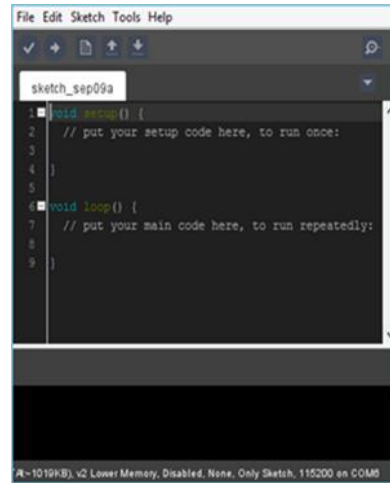 File Edit Sketch Tools Help
sketch_sep09a
1 void setup() {
2 // put your setup code here, to run once:
3
4 }
5
6 void loop() {
7 // put your main code here, to run repeatedly:
8
9 }
1019KB), v2 Lower Memory, Disabled, None, Only Sketch, 115200 on COM6